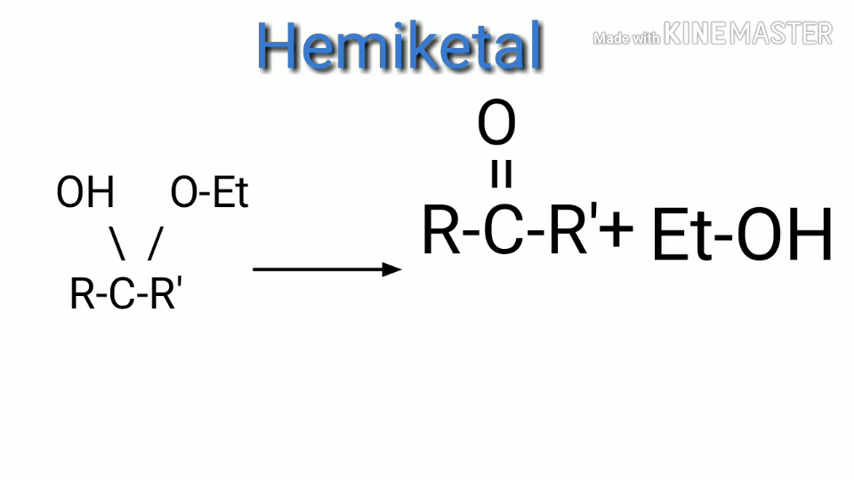 Hemiketal
Made with KINEMASTER
O
||
OH O-Et
\ /
R-C-R'
R-C-R'+ Et-OH